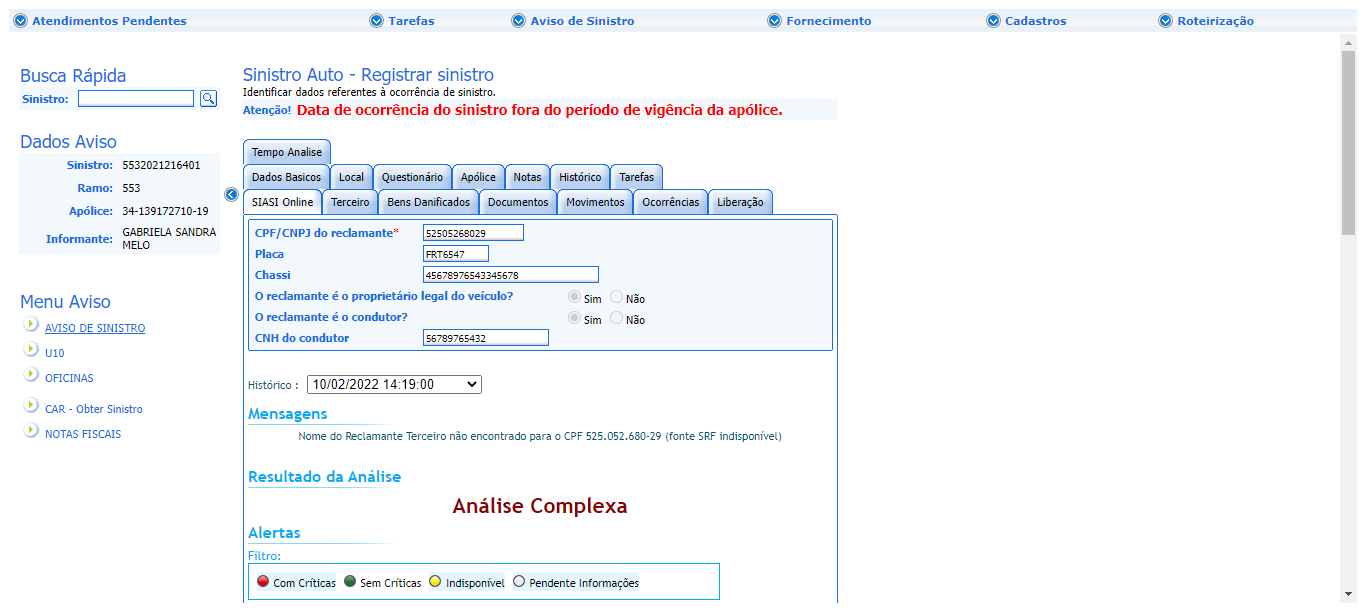 Atendimentos Pendentes Tarefas Aviso de Sinistro Fornecimento Cadastros Roteirização
Busca Rápida
Sinistro:
Dados Aviso
Sinistro: 5532021216401
Ramo: 553
Apólice: 34-139172710-19
Informante: GABRIELA SANDRA
MELO
Menu Aviso
AVISO DE SINISTRO
U10
OFICINAS
CAR - Obter Sinistro
NOTAS FISCAIS
Sinistro Auto - Registrar sinistro
Identificar dados referentes à ocorrência de sinistro.
Atenção! Data de ocorrência do sinistro fora do período de vigência da apólice.
Tempo Analise
Dados Basicos Local Questionário Apólice Notas Histórico Tarefas
SIASI Online Terceiro Bens Danificados Documentos Movimentos Ocorrências Liberação
CPF/CNPJ do reclamante* 52505268029
Placa FRT6547
Chassi 45678976543345678
O reclamante é o proprietário legal do veículo? Sim Não
O reclamante é o condutor? Sim Não
CNH do condutor 56789765432
Histórico : 10/02/2022 14:19:00
Mensagens
Nome do Reclamante Terceiro não encontrado para o CPF 525.052.680-29 (fonte SRF indisponível)
Resultado da Análise
Análise Complexa
Alertas
Filtro:
Com Críticas Sem Críticas Indisponível Pendente Informações